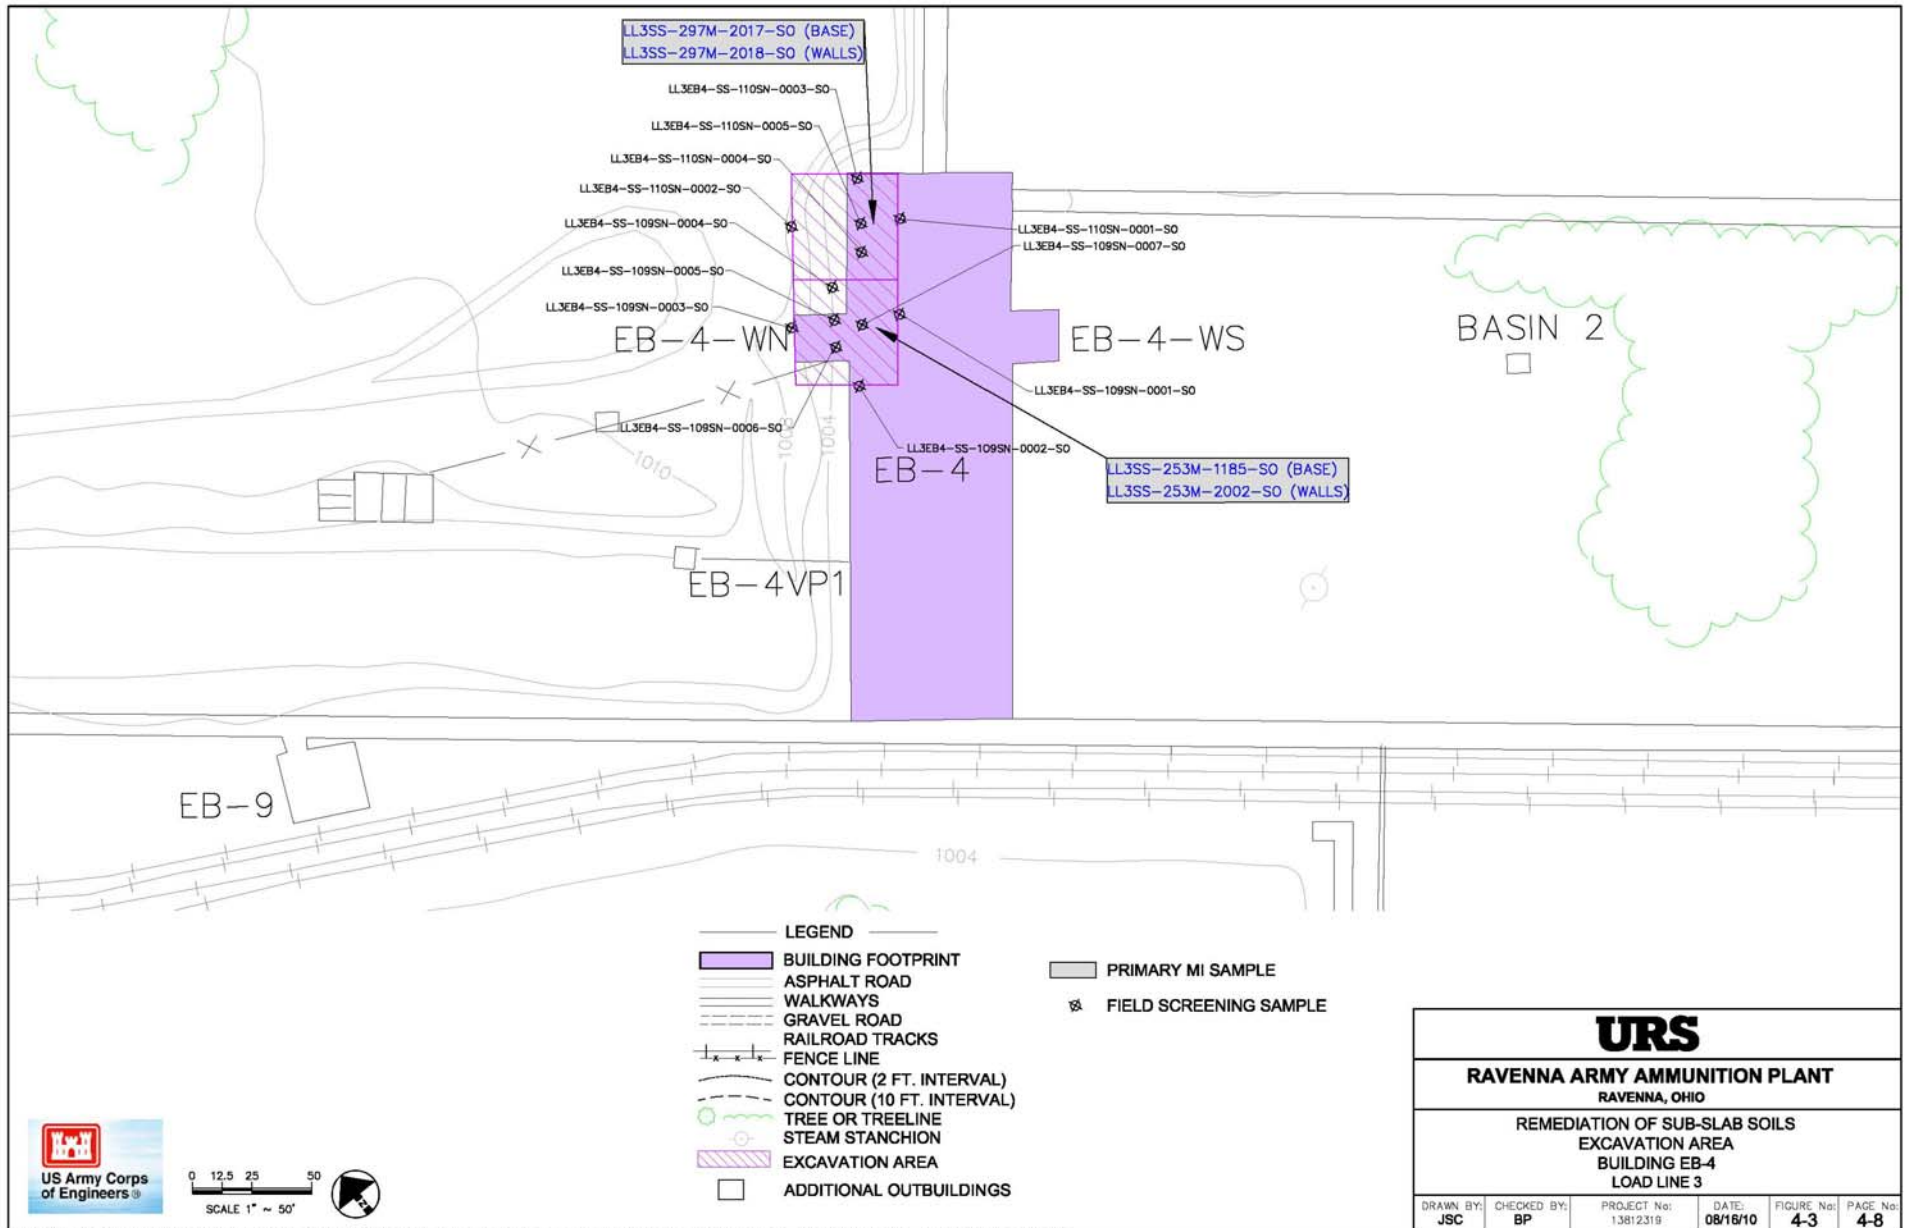 LL3SS-297M-2017-SO (BASE)
LL3SS-297M-2018-SO (WALLS)
LL3EB4-SS-110SN-0003-SO
LL3EB4-SS-110SN-0005-SO
LL3EB4-SS-110SN-0004-SO
LL3EB4-SS-110SN-0002-SO
LL3EB4-SS-109SN-0004-SO
LL3EB4-SS-110SN-0001-SO
LL3EB4-SS-109SN-0007-SO
LL3EB4-SS-109SN-0005-SO
LL3EB4-SS-109SN-0003-SO
EB-4-WN
EB-4-WS
BASIN 2
LL3EB4-SS-109SN-0001-SO
LL3EB4-SS-109SN-0006-SO
1008
1004
LL3EB4-SS-109SN-0002-SO
1010
EB-4
LL3SS-253M-1185-SO (BASE)
LL3SS-253M-2002-SO (WALLS)
EB-4VP1
EB-9
1004
LEGEND
BUILDING FOOTPRINT
ASPHALT ROAD
WALKWAYS
GRAVEL ROAD
RAILROAD TRACKS
FENCE LINE
CONTOUR (2 FT. INTERVAL)
CONTOUR (10 FT. INTERVAL)
TREE OR TREELINE
STEAM STANCHION
EXCAVATION AREA
ADDITIONAL OUTBUILDINGS
PRIMARY MI SAMPLE
FIELD SCREENING SAMPLE
US Army Corps
of Engineers ®
0 12.5 25 50
SCALE 1" ~ 50'
URS
RAVENNA ARMY AMMUNITION PLANT
RAVENNA, OHIO
REMEDIATION OF SUB-SLAB SOILS
EXCAVATION AREA
BUILDING EB-4
LOAD LINE 3
DRAWN BY: CHECKED BY: PROJECT No: DATE: FIGURE No: PAGE No:
JSC BP 13812319 08/16/10 4-3 4-8